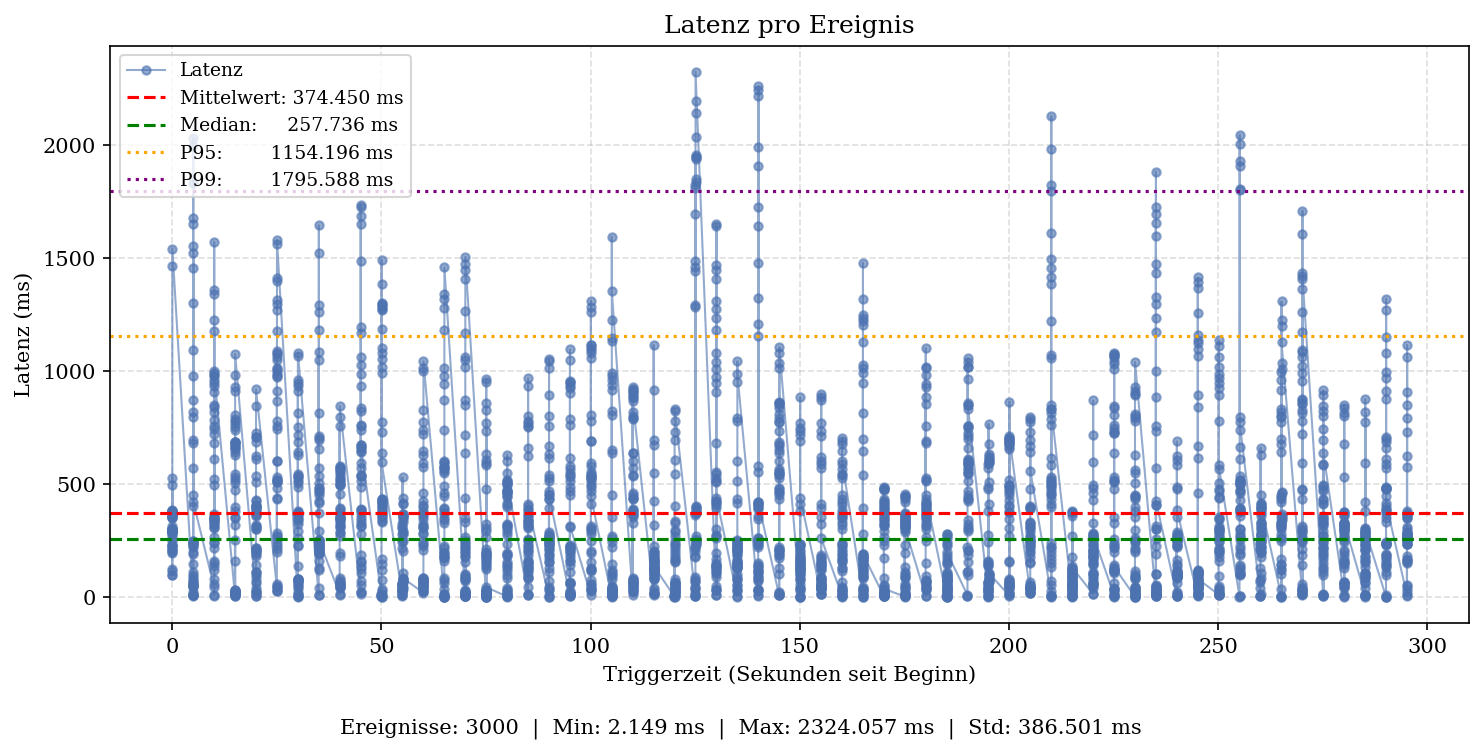 Latenz pro Ereignis
Latenz
Mittelwert: 374.450 ms
Median: 257.736 ms
P95: 1154.196 ms
P99: 1795.588 ms
Latenz (ms)
2000
1500
1000
500
0
0 50 100 150 200 250 300
Triggerzeit (Sekunden seit Beginn)
Ereignisse: 3000 | Min: 2.149 ms | Max: 2324.057 ms | Std: 386.501 ms